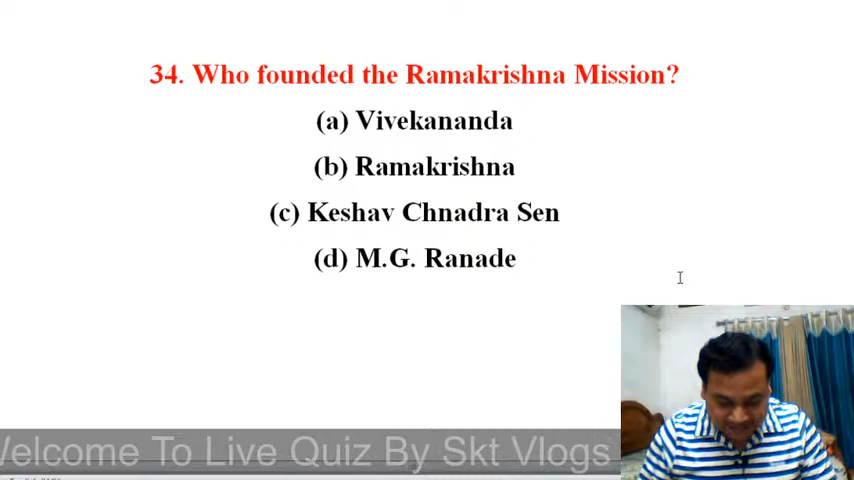 34. Who founded the Ramakrishna Mission?
(a) Vivekananda
(b) Ramakrishna
(c) Keshav Chnadra Sen
(d) M.G. Ranade
Welcome To Live Quiz By Skt Vlogs